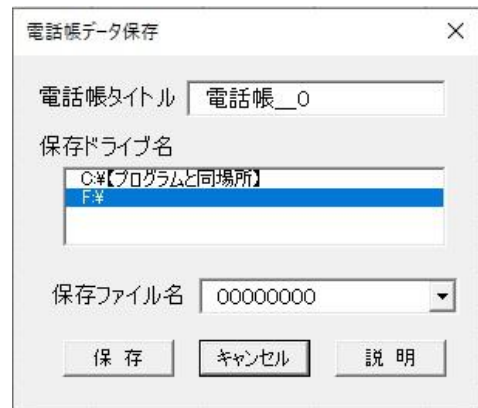 電話帳データ保存
電話帳タイトル 電話帳__0
保存ドライブ名
C:¥【プログラムと同場所】
F:¥
保存ファイル名 00000000
保 存 キャンセル 説 明